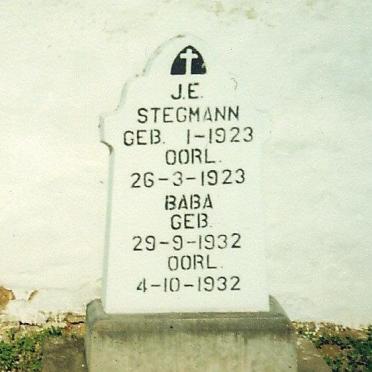 J.E.
STEGMANN
GEB. 1-1923
OORL.
26-3-1923
BABA
GEB.
29-9-1932
OORL.
4-10-1932